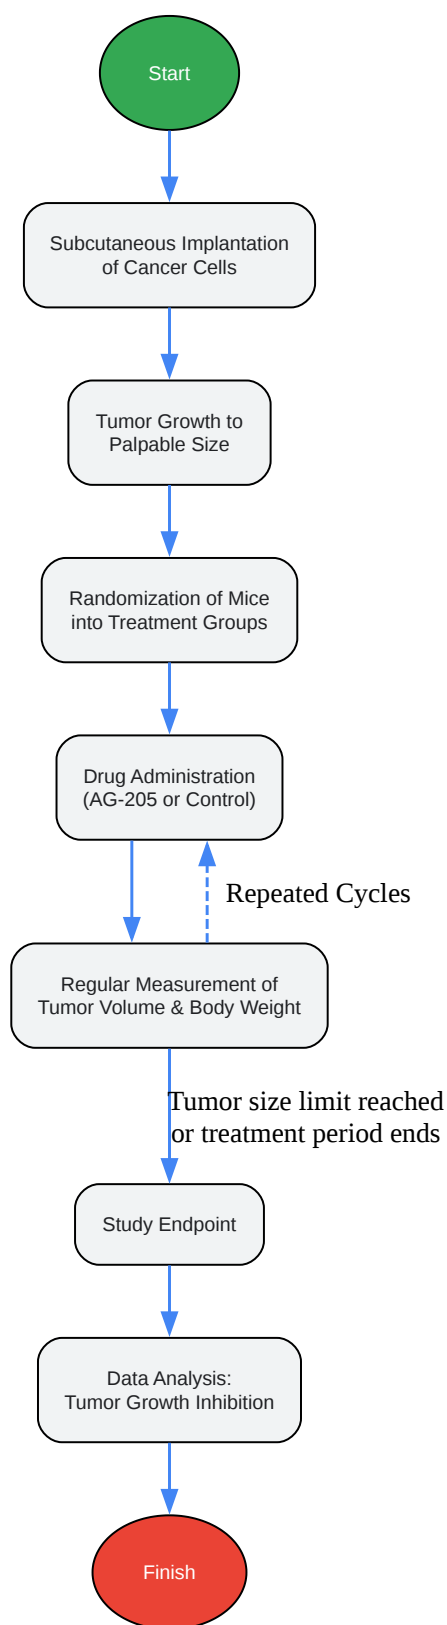 Start
Subcutaneous Implantation
of Cancer Cells
Tumor Growth to
Palpable Size
Randomization of Mice
into Treatment Groups
Drug Administration
(AG-205 or Control)
Repeated Cycles
Regular Measurement of
Tumor Volume & Body Weight
Tumor size limit reached
or treatment period ends
Study Endpoint
Data Analysis:
Tumor Growth Inhibition
Finish